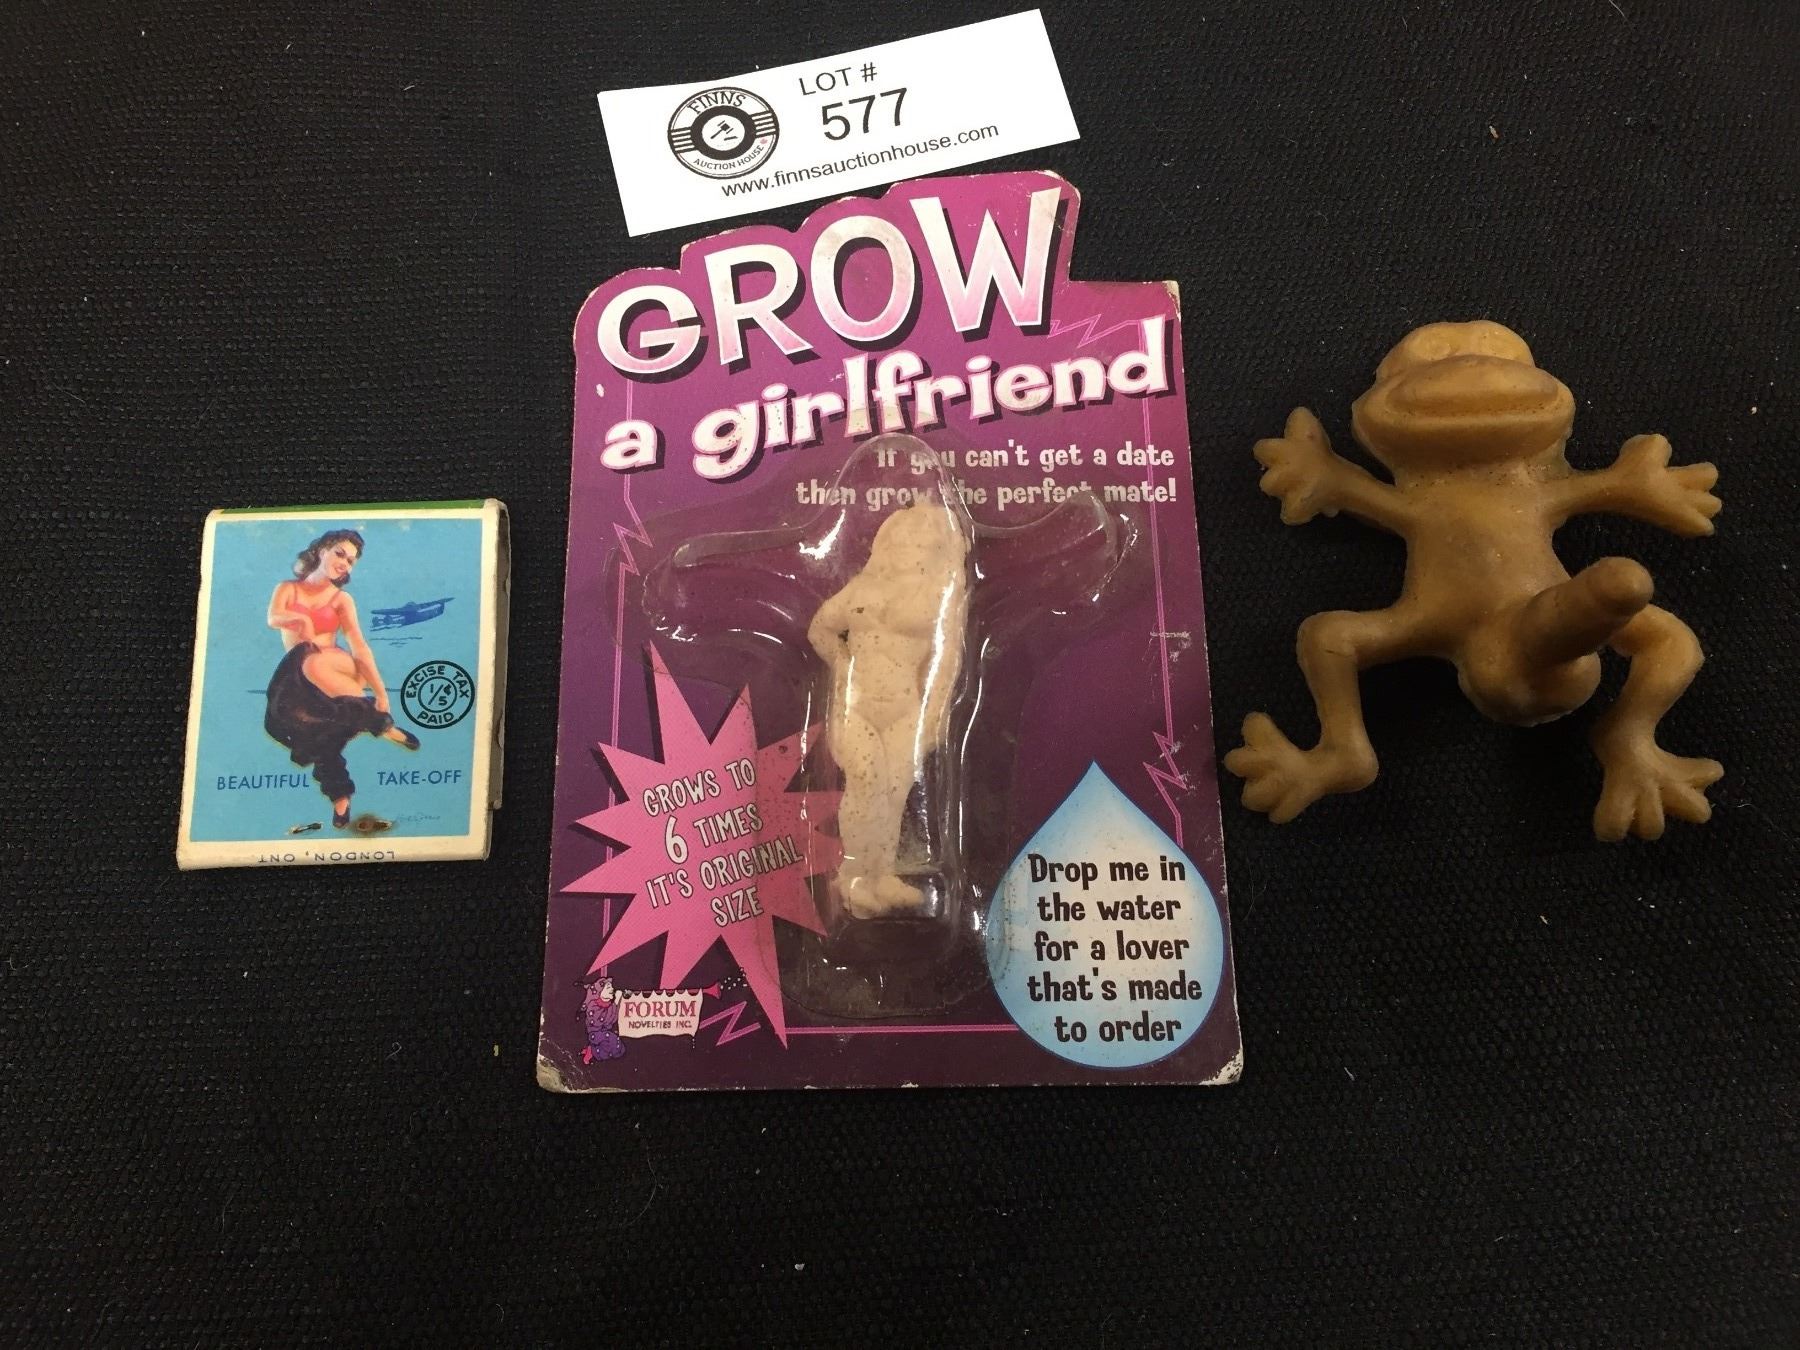 LOT #
577
www.finnsauctionhouse.com
FINNS
AUCTION HOUSE
GROW
a girlfriend
If you can't get a date
then grow the perfect mate!
GROWS TO
6 TIMES
IT'S ORIGINAL
SIZE
Drop me in
the water
for a lover
that's made
to order
FORUM
NOVELTIES INC.
EXCISE TAX
1/5¢
PAID
BEAUTIFUL TAKE-OFF
LONDON, ONT.